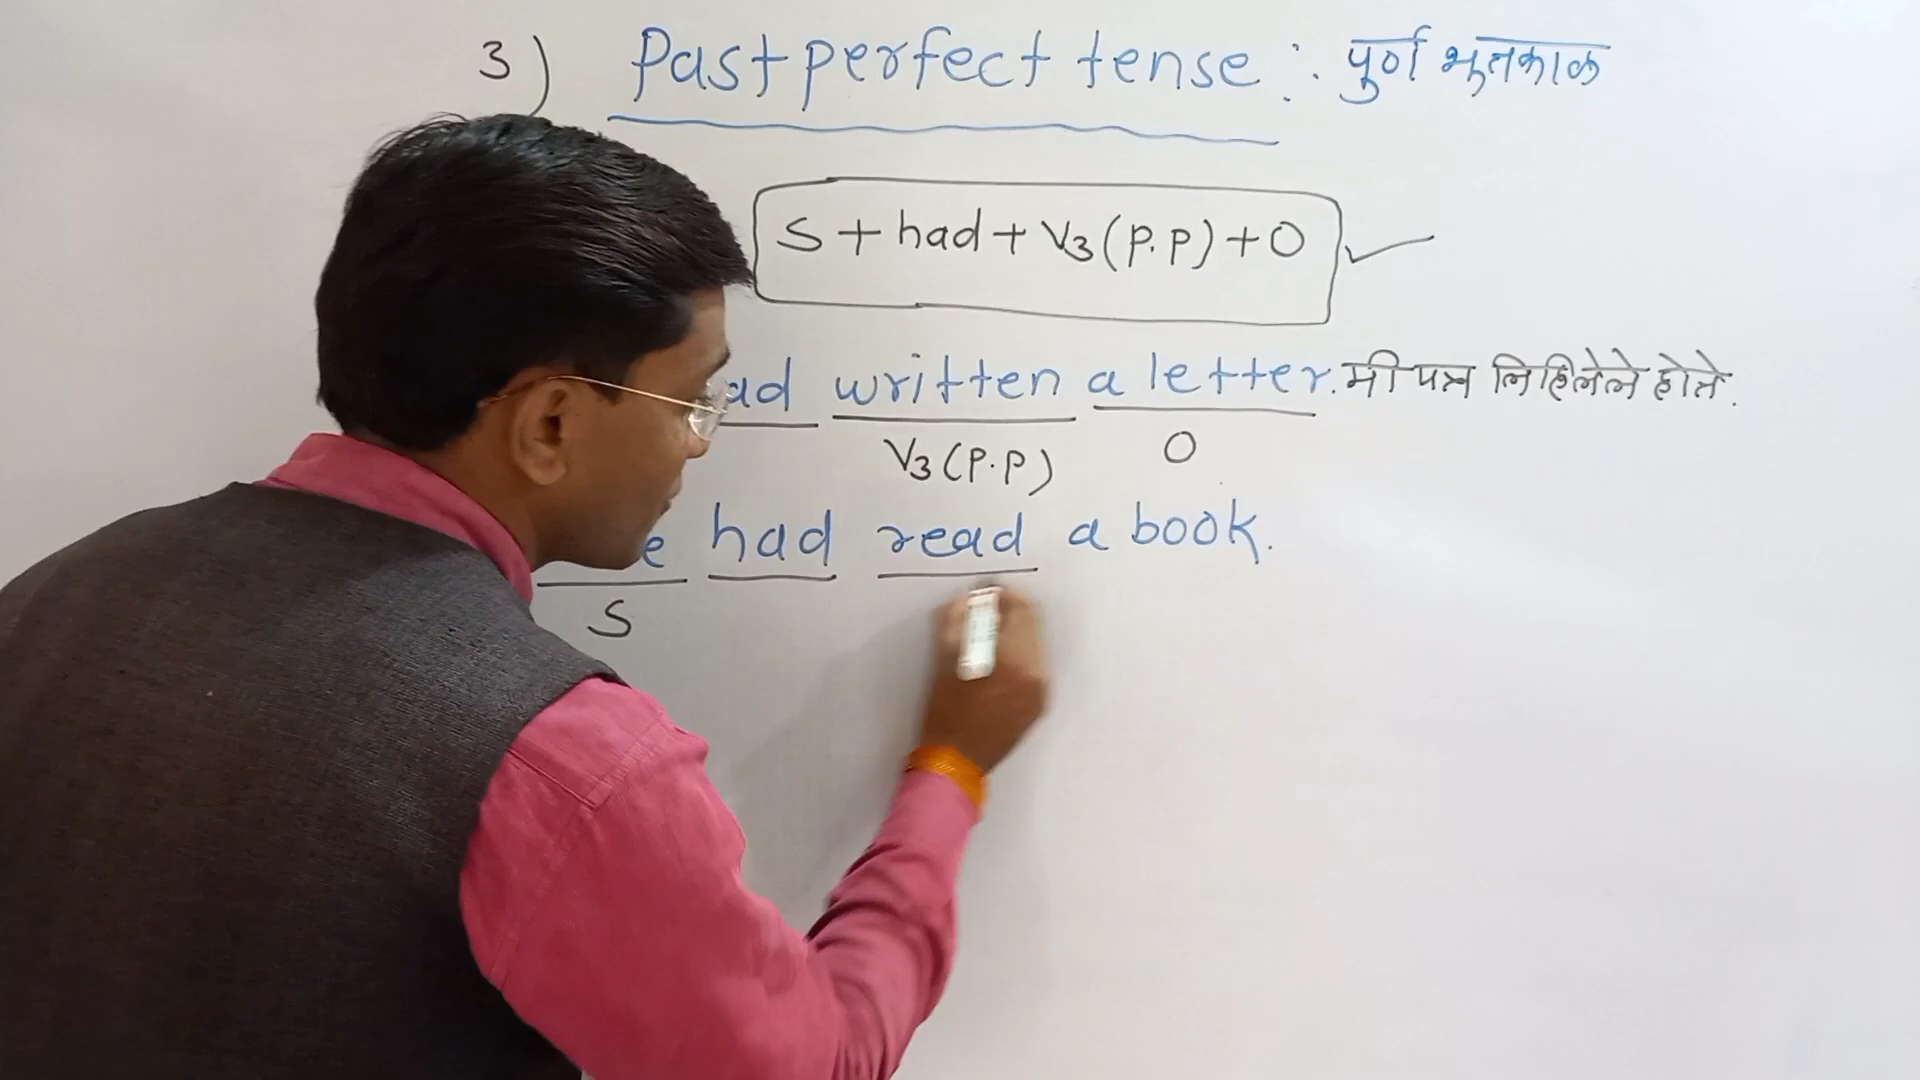 3) Past perfect tense : पुर्ण भूतकाळ
S + had + V3 (P.P) + O
written a letter. मी पत्र लिहिलेले होते.
V3 (P.P) O
had read a book.
S